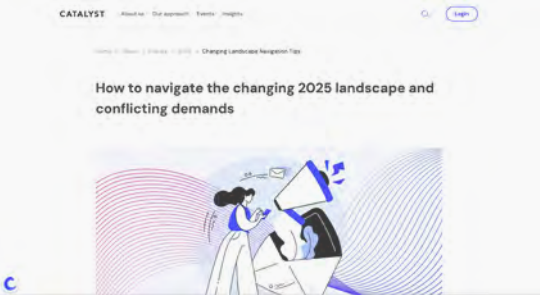 CATALYST
About us Our approach Events Insights
Login
Home Changing Landscape Navigation Tips
How to navigate the changing 2025 landscape and
conflicting demands